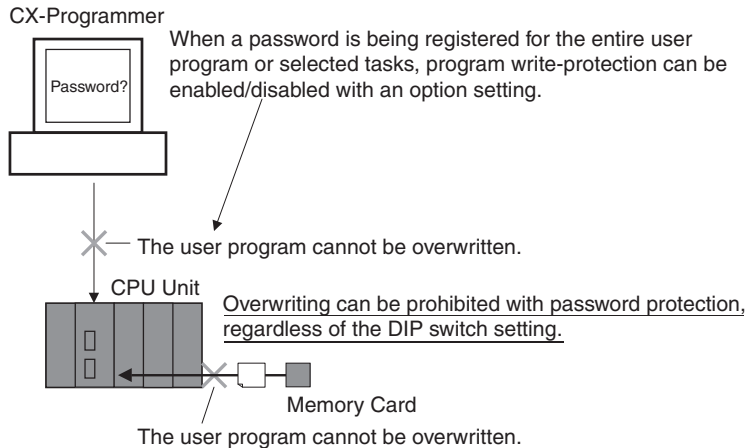 CX-Programmer
Password?
When a password is being registered for the entire user
program or selected tasks, program write-protection can be
enabled/disabled with an option setting.
The user program cannot be overwritten.
CPU Unit
Overwriting can be prohibited with password protection,
regardless of the DIP switch setting.
Memory Card
The user program cannot be overwritten.